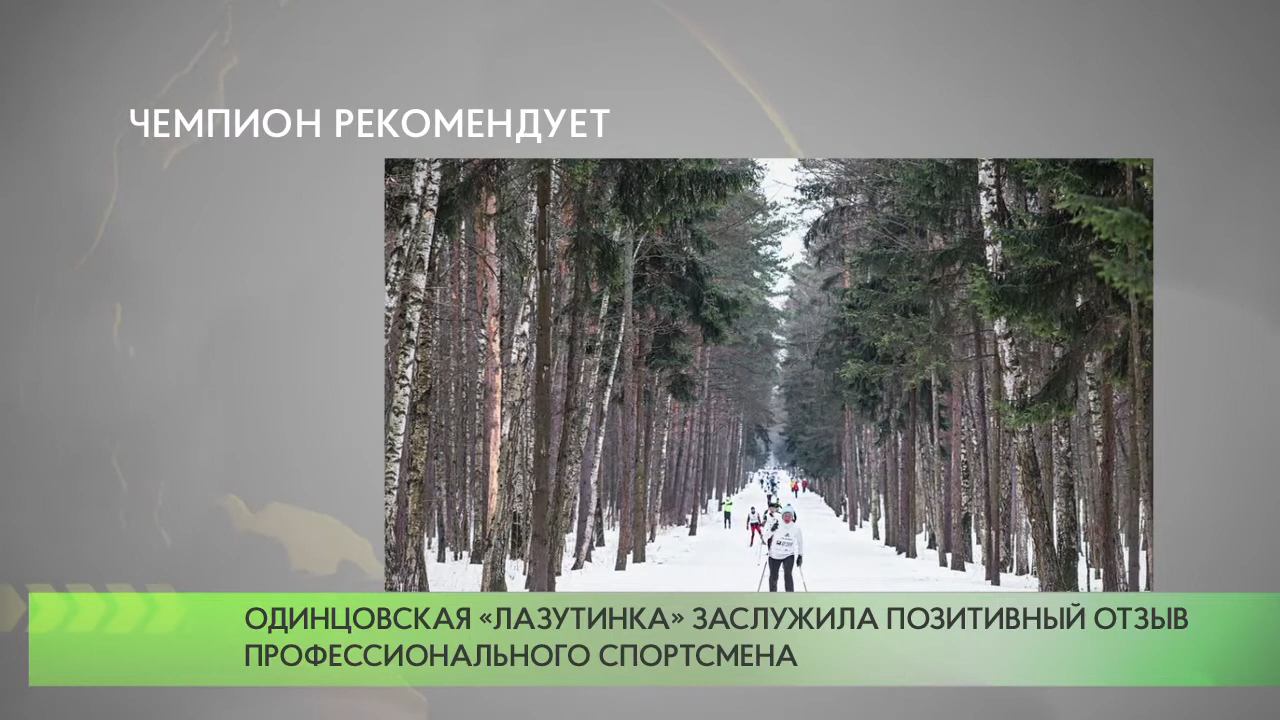 ЧЕМПИОН РЕКОМЕНДУЕТ
ОДИНЦОВСКАЯ «ЛАЗУТИНКА» ЗАСЛУЖИЛА ПОЗИТИВНЫЙ ОТЗЫВ
ПРОФЕССИОНАЛЬНОГО СПОРТСМЕНА